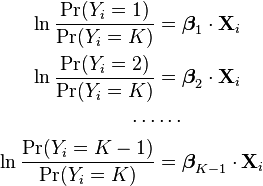 ln Pr(Y_i = 1) / Pr(Y_i = K) = β_1 · X_i
ln Pr(Y_i = 2) / Pr(Y_i = K) = β_2 · X_i
⋯⋯
ln Pr(Y_i = K − 1) / Pr(Y_i = K) = β_{K−1} · X_i